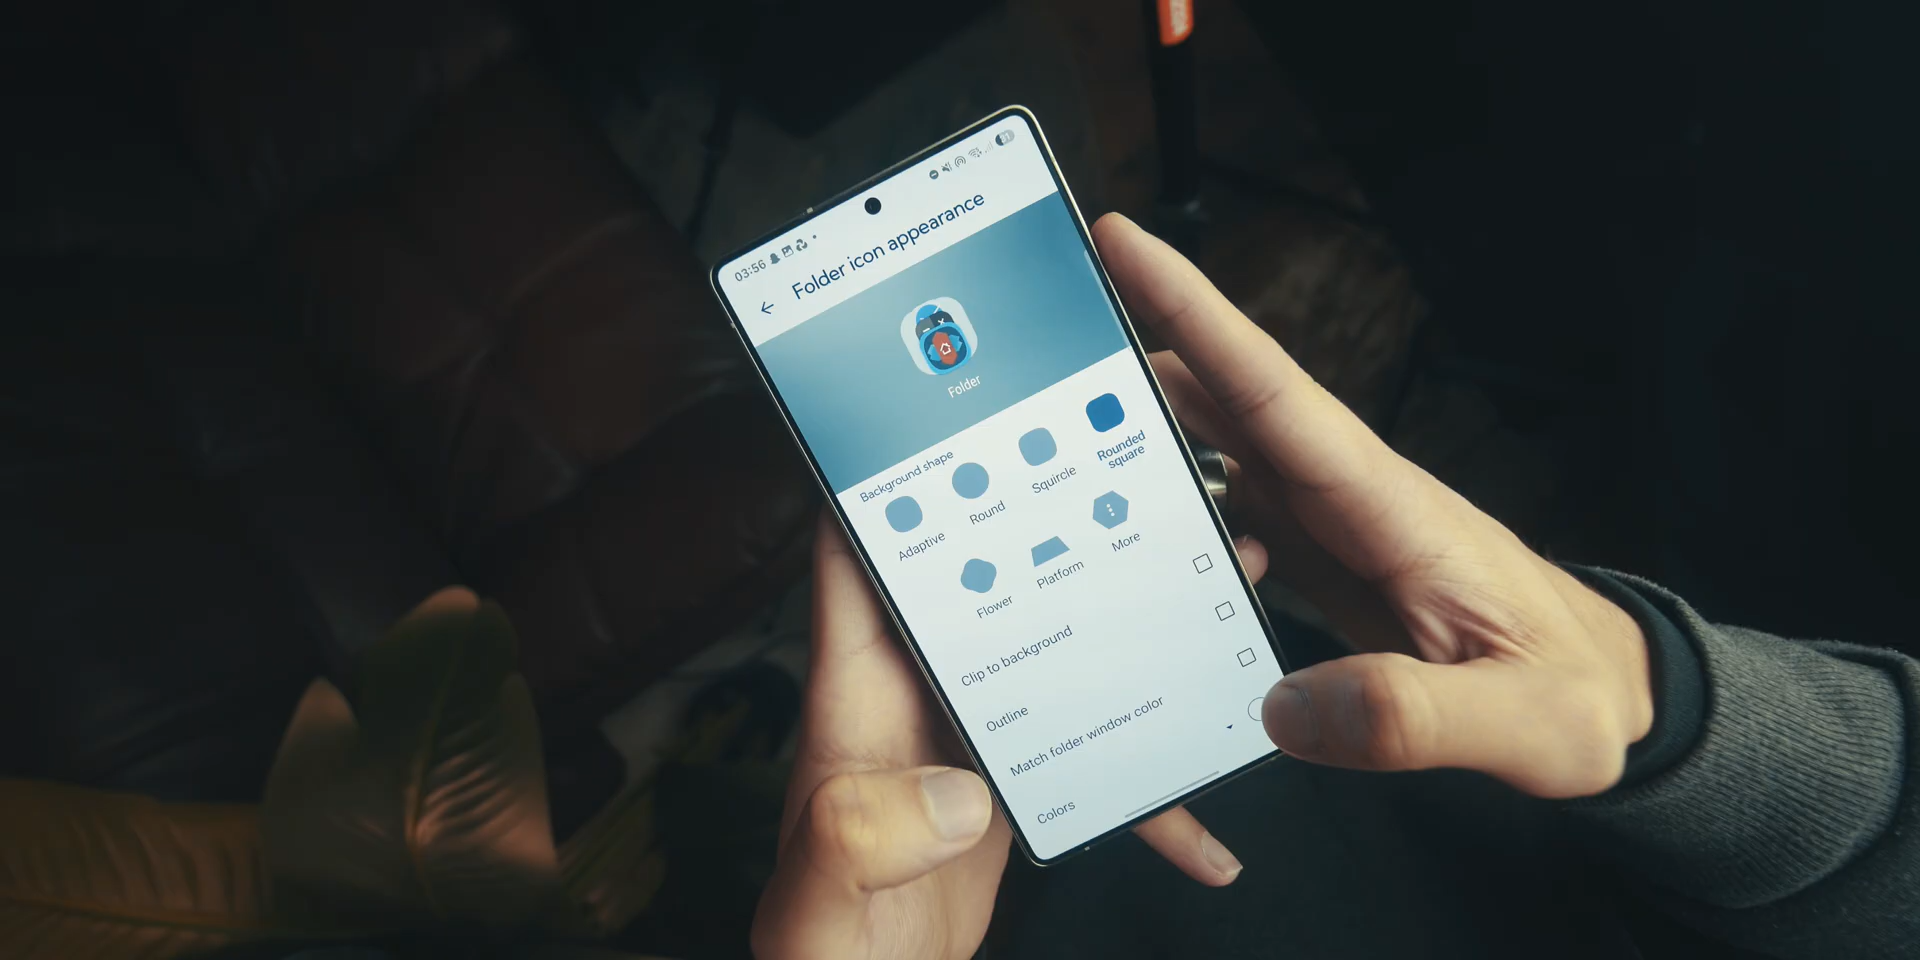 03:56
Folder icon appearance
Folder
Background shape
Adaptive
Round
Squircle
Rounded
square
Flower
Platform
More
Clip to background
Outline
Match folder window color
Colors